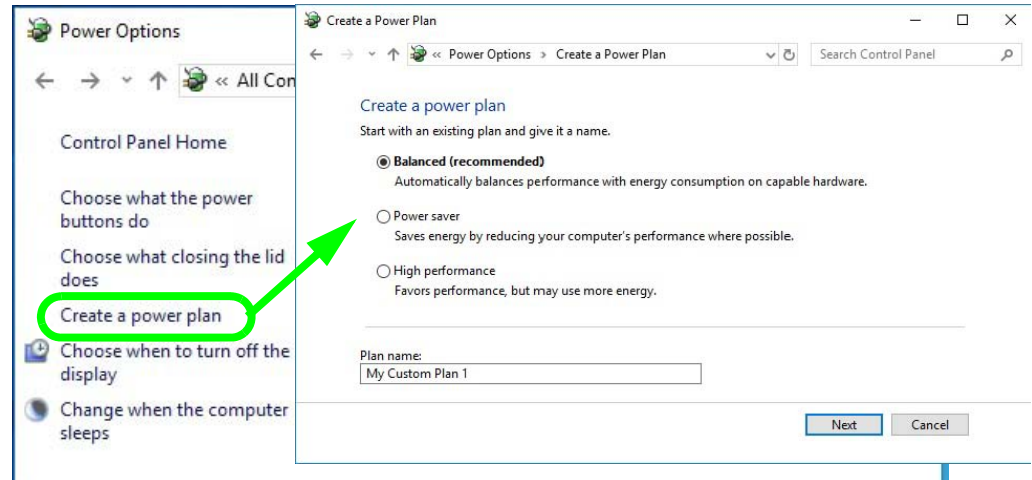 Power Options
« All Con
Control Panel Home
Choose what the power
buttons do
Choose what closing the lid
does
Create a power plan
Choose when to turn off the
display
Change when the computer
sleeps
Create a Power Plan
« Power Options > Create a Power Plan
Search Control Panel
Create a power plan
Start with an existing plan and give it a name.
Balanced (recommended)
Automatically balances performance with energy consumption on capable hardware.
Power saver
Saves energy by reducing your computer's performance where possible.
High performance
Favors performance, but may use more energy.
Plan name:
My Custom Plan 1
Next
Cancel